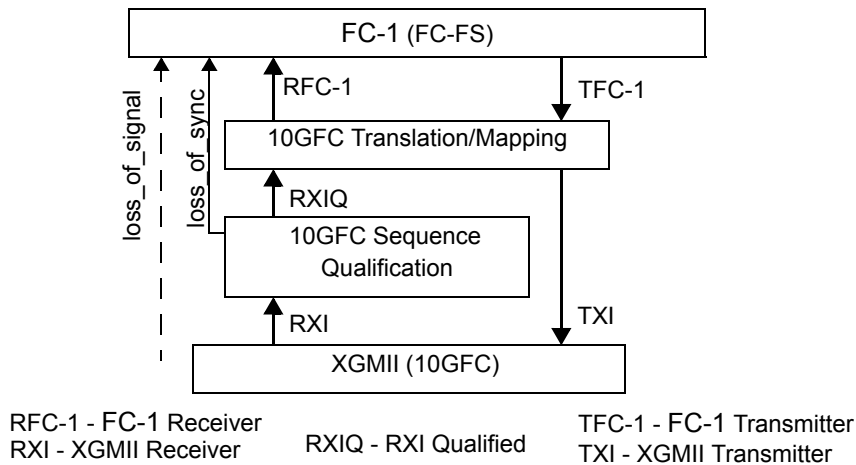 FC-1 (FC-FS)
loss_of_signal
loss_of_sync
RFC-1
TFC-1
10GFC Translation/Mapping
RXIQ
10GFC Sequence
Qualification
RXI
TXI
XGMII (10GFC)
RFC-1 - FC-1 Receiver
RXI - XGMII Receiver
RXIQ - RXI Qualified
TFC-1 - FC-1 Transmitter
TXI - XGMII Transmitter